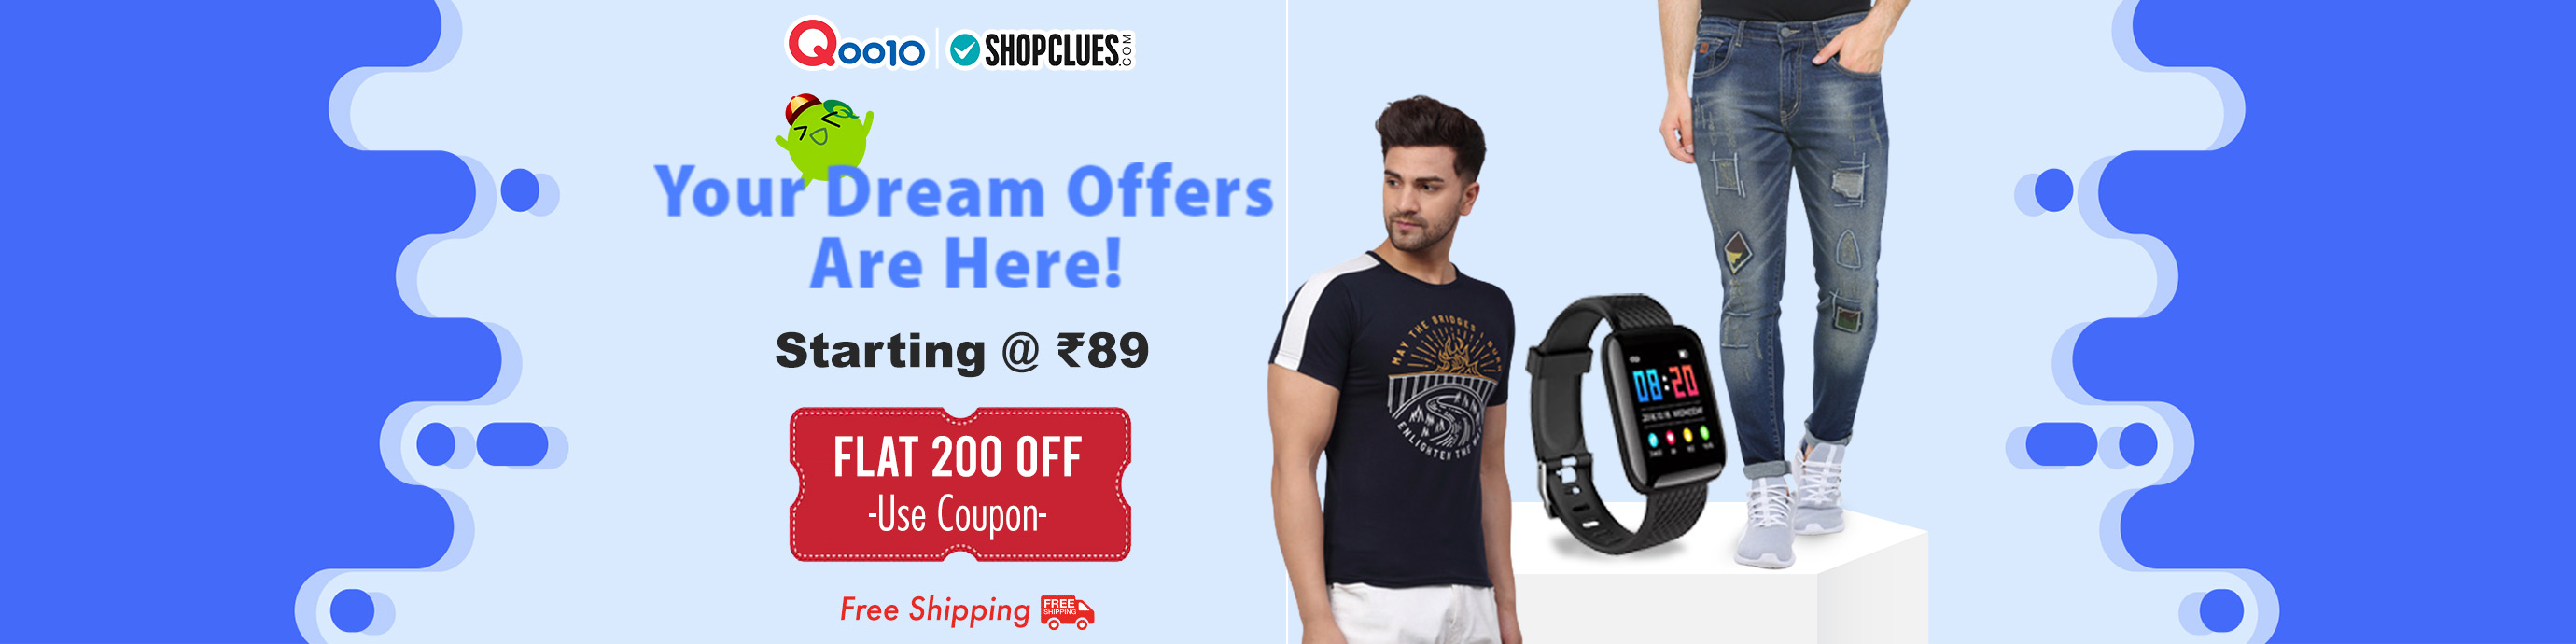 Qoo10 SHOPCLUES.COM
Your Dream Offers
Are Here!
Starting @ ₹89
FLAT 200 OFF
-Use Coupon-
Free Shipping FREE SHIPPING
MAY THE BRIDGES I BURN
ENLIGHTEN THE
08:20